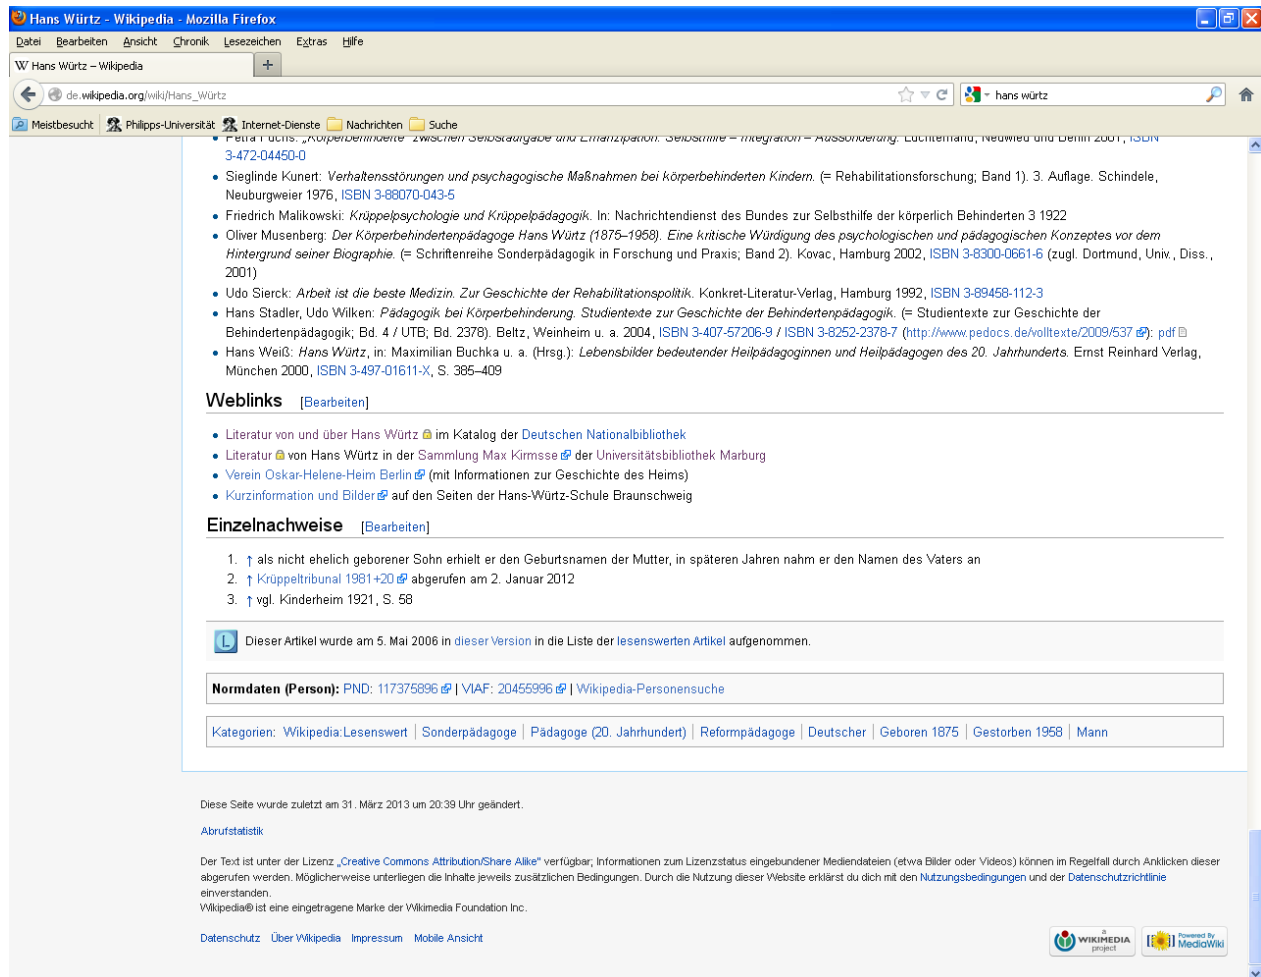 Hans Würtz - Wikipedia - Mozilla Firefox
Datei Bearbeiten Ansicht Chronik Lesezeichen Extras Hilfe
W Hans Würtz – Wikipedia
de.wikipedia.org/wiki/Hans_Würtz
hans würtz
Meistbesucht Philipps-Universität Internet-Dienste Nachrichten Suche
Petra Fuchs: „Körperbehinderte" zwischen Selbstaufgabe und Emanzipation. Selbsthilfe – Integration – Aussonderung. Luchterhand, Neuwied und Berlin 2001, ISBN
3-472-04450-0
Sieglinde Kunert: Verhaltensstörungen und psychagogische Maßnahmen bei körperbehinderten Kindern. (= Rehabilitationsforschung; Band 1). 3. Auflage. Schindele,
Neuburgweier 1976, ISBN 3-88070-043-5
Friedrich Malikowski: Krüppelpsychologie und Krüppelpädagogik. In: Nachrichtendienst des Bundes zur Selbsthilfe der körperlich Behinderten 3 1922
Oliver Musenberg: Der Körperbehindertenpädagoge Hans Würtz (1875–1958). Eine kritische Würdigung des psychologischen und pädagogischen Konzeptes vor dem
Hintergrund seiner Biographie. (= Schriftenreihe Sonderpädagogik in Forschung und Praxis; Band 2). Kovac, Hamburg 2002, ISBN 3-8300-0661-6 (zugl. Dortmund, Univ., Diss.,
2001)
Udo Sierck: Arbeit ist die beste Medizin. Zur Geschichte der Rehabilitationspolitik. Konkret-Literatur-Verlag, Hamburg 1992, ISBN 3-89458-112-3
Hans Stadler, Udo Wilken: Pädagogik bei Körperbehinderung. Studientexte zur Geschichte der Behindertenpädagogik. (= Studientexte zur Geschichte der
Behindertenpädagogik; Bd. 4 / UTB; Bd. 2378). Beltz, Weinheim u. a. 2004, ISBN 3-407-57206-9 / ISBN 3-8252-2378-7 (http://www.pedocs.de/volltexte/2009/537): pdf
Hans Weiß: Hans Würtz, in: Maximilian Buchka u. a. (Hrsg.): Lebensbilder bedeutender Heilpädagoginnen und Heilpädagogen des 20. Jahrhunderts. Ernst Reinhard Verlag,
München 2000, ISBN 3-497-01611-X, S. 385–409
Weblinks [Bearbeiten]
Literatur von und über Hans Würtz im Katalog der Deutschen Nationalbibliothek
Literatur von Hans Würtz in der Sammlung Max Kirmsse der Universitätsbibliothek Marburg
Verein Oskar-Helene-Heim Berlin (mit Informationen zur Geschichte des Heims)
Kurzinformation und Bilder auf den Seiten der Hans-Würtz-Schule Braunschweig
Einzelnachweise [Bearbeiten]
1. ↑ als nicht ehelich geborener Sohn erhielt er den Geburtsnamen der Mutter, in späteren Jahren nahm er den Namen des Vaters an
2. ↑ Krüppeltribunal 1981+20 abgerufen am 2. Januar 2012
3. ↑ vgl. Kinderheim 1921, S. 58
L Dieser Artikel wurde am 5. Mai 2006 in dieser Version in die Liste der lesenswerten Artikel aufgenommen.
Normdaten (Person): PND: 117375896 | VIAF: 20455996 | Wikipedia-Personensuche
Kategorien: Wikipedia:Lesenswert | Sonderpädagoge | Pädagoge (20. Jahrhundert) | Reformpädagoge | Deutscher | Geboren 1875 | Gestorben 1958 | Mann
Diese Seite wurde zuletzt am 31. März 2013 um 20:39 Uhr geändert.
Abrufstatistik
Der Text ist unter der Lizenz „Creative Commons Attribution/Share Alike" verfügbar; Informationen zum Lizenzstatus eingebundener Mediendateien (etwa Bilder oder Videos) können im Regelfall durch Anklicken dieser
abgerufen werden. Möglicherweise unterliegen die Inhalte jeweils zusätzlichen Bedingungen. Durch die Nutzung dieser Website erklärst du dich mit den Nutzungsbedingungen und der Datenschutzrichtlinie
einverstanden.
Wikipedia® ist eine eingetragene Marke der Wikimedia Foundation Inc.
Datenschutz Über Wikipedia Impressum Mobile Ansicht
a WIKIMEDIA project
Powered By MediaWiki